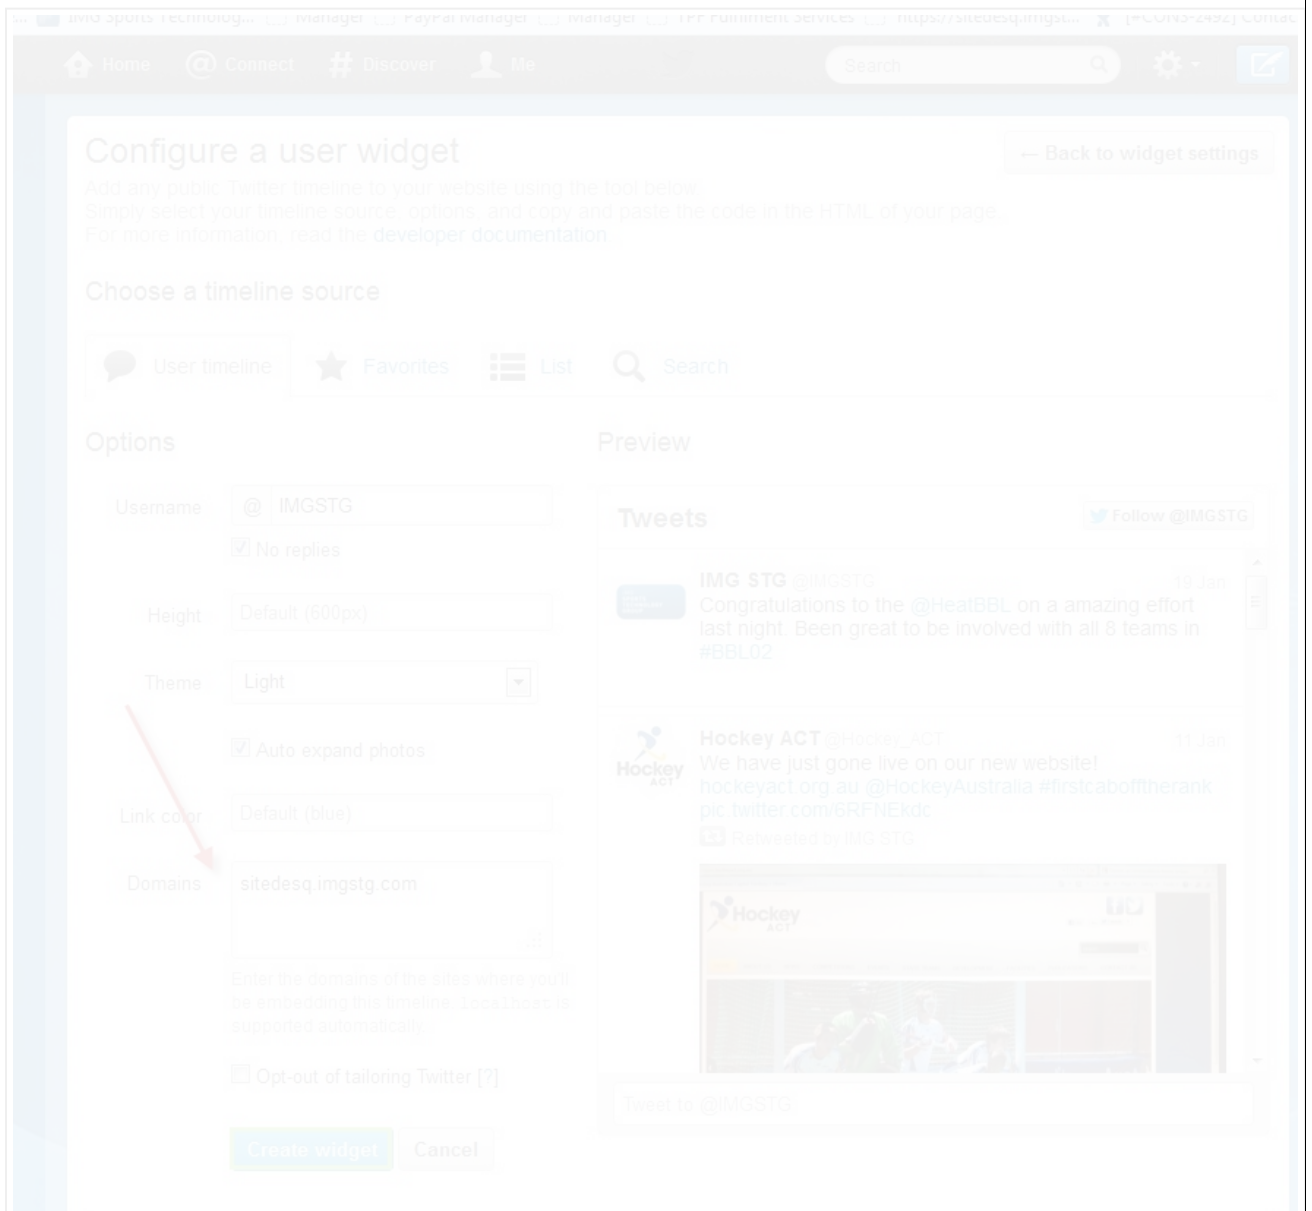 IMG Sports Technolog... Manager PayPal Manager Manager TPF Fulfilment Services https://sitedesq.imgst... [#CONS-2492] Contac
Home Connect Discover Me Search
Configure a user widget
← Back to widget settings
Add any public Twitter timeline to your website using the tool below.
Simply select your timeline source, options, and copy and paste the code in the HTML of your page.
For more information, read the developer documentation.
Choose a timeline source
User timeline Favorites List Search
Options
Username @ IMGSTG
No replies
Height Default (600px)
Theme Light
Auto expand photos
Link color Default (blue)
Domains sitedesq.imgstg.com
Enter the domains of the sites where you'll
be embedding this timeline. localhost is
supported automatically.
Opt-out of tailoring Twitter [?]
Create widget Cancel
Preview
Tweets Follow @IMGSTG
IMG STG @IMGSTG 19 Jan
Congratulations to the @HeatBBL on a amazing effort
last night. Been great to be involved with all 8 teams in
#BBL02
Hockey ACT @Hockey_ACT 11 Jan
Hockey
ACT
We have just gone live on our new website!
hockeyact.org.au @HockeyAustralia #firstcabofftherank
pic.twitter.com/6RFNEkdc
Retweeted by IMG STG
Hockey
ACT
Tweet to @IMGSTG